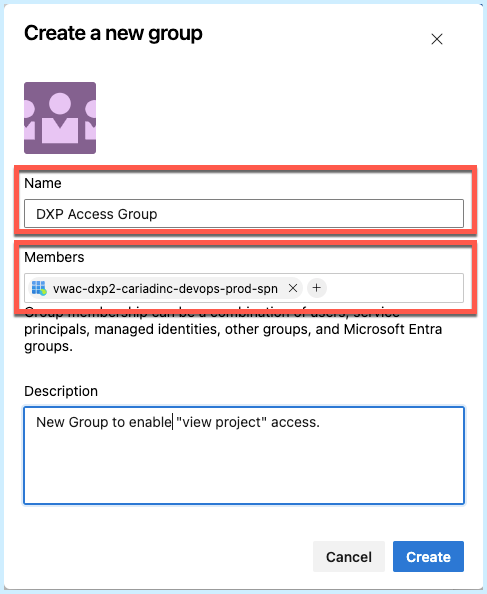 Create a new group
Name
DXP Access Group
Members
vwac-dxp2-cariadinc-devops-prod-spn
Group membership can be a combination of users, service
principals, managed identities, other groups, and Microsoft Entra
groups.
Description
New Group to enable "view project" access.
Cancel Create